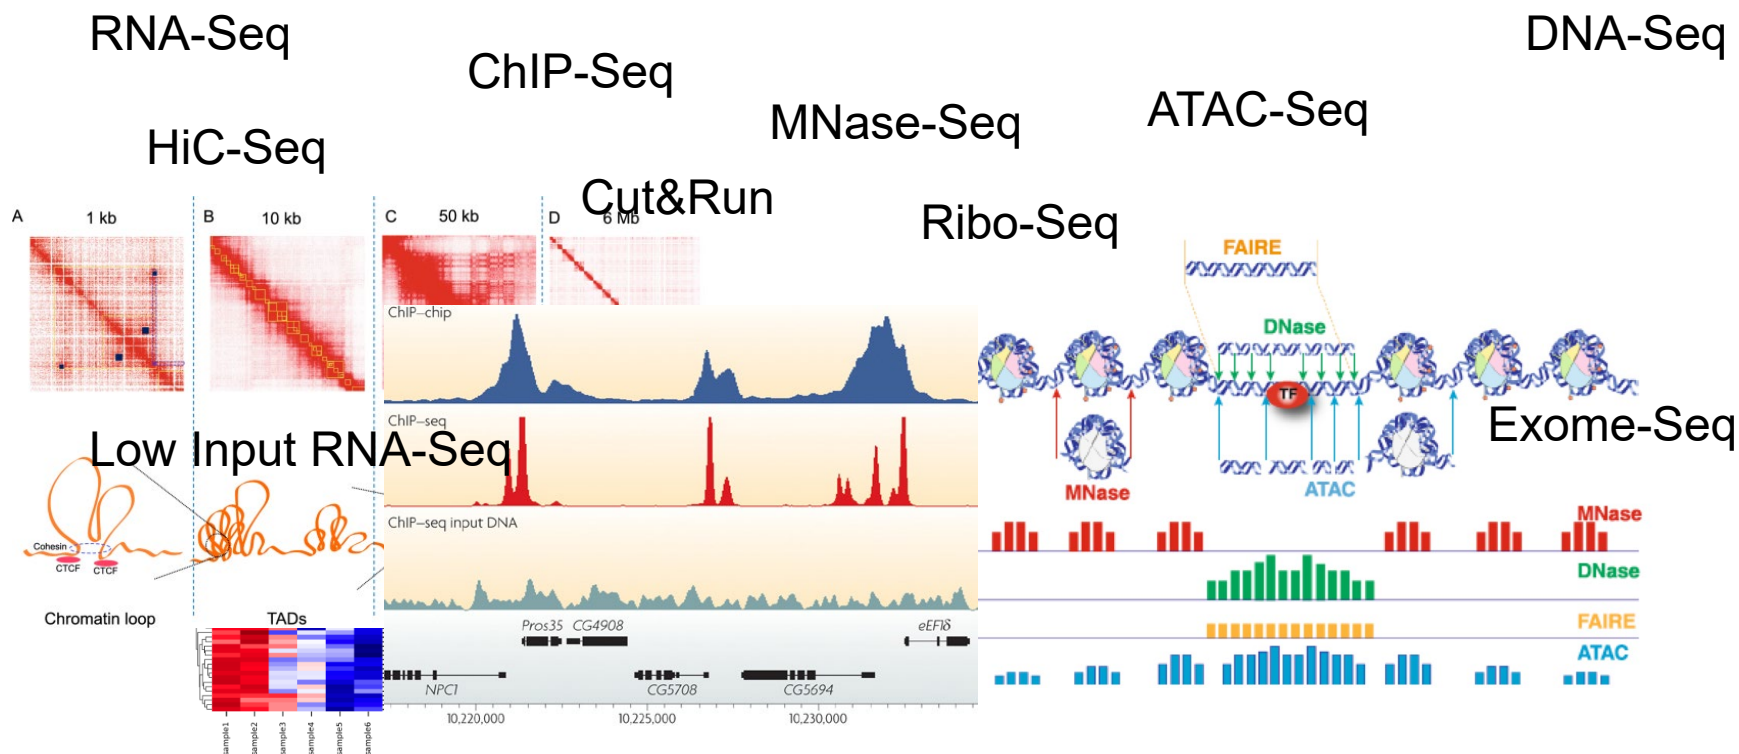 RNA-Seq
DNA-Seq
ChIP-Seq
ATAC-Seq
MNase-Seq
HiC-Seq
Cut&Run
Ribo-Seq
A 1 kb
B 10 kb
C 50 kb
D 6 Mb
FAIRE
ChIP–chip
DNase
TF
ChIP–seq
Exome-Seq
Low Input RNA-Seq
MNase
ATAC
ChIP–seq input DNA
MNase
Cohesin
CTCF CTCF
DNase
Chromatin loop
TADs
Pros35 CG4908 eEF1δ
FAIRE
ATAC
NPC1 CG5708 CG5694
10,220,000 10,225,000 10,230,000
sample1 sample2 sample3 sample4 sample5 sample6